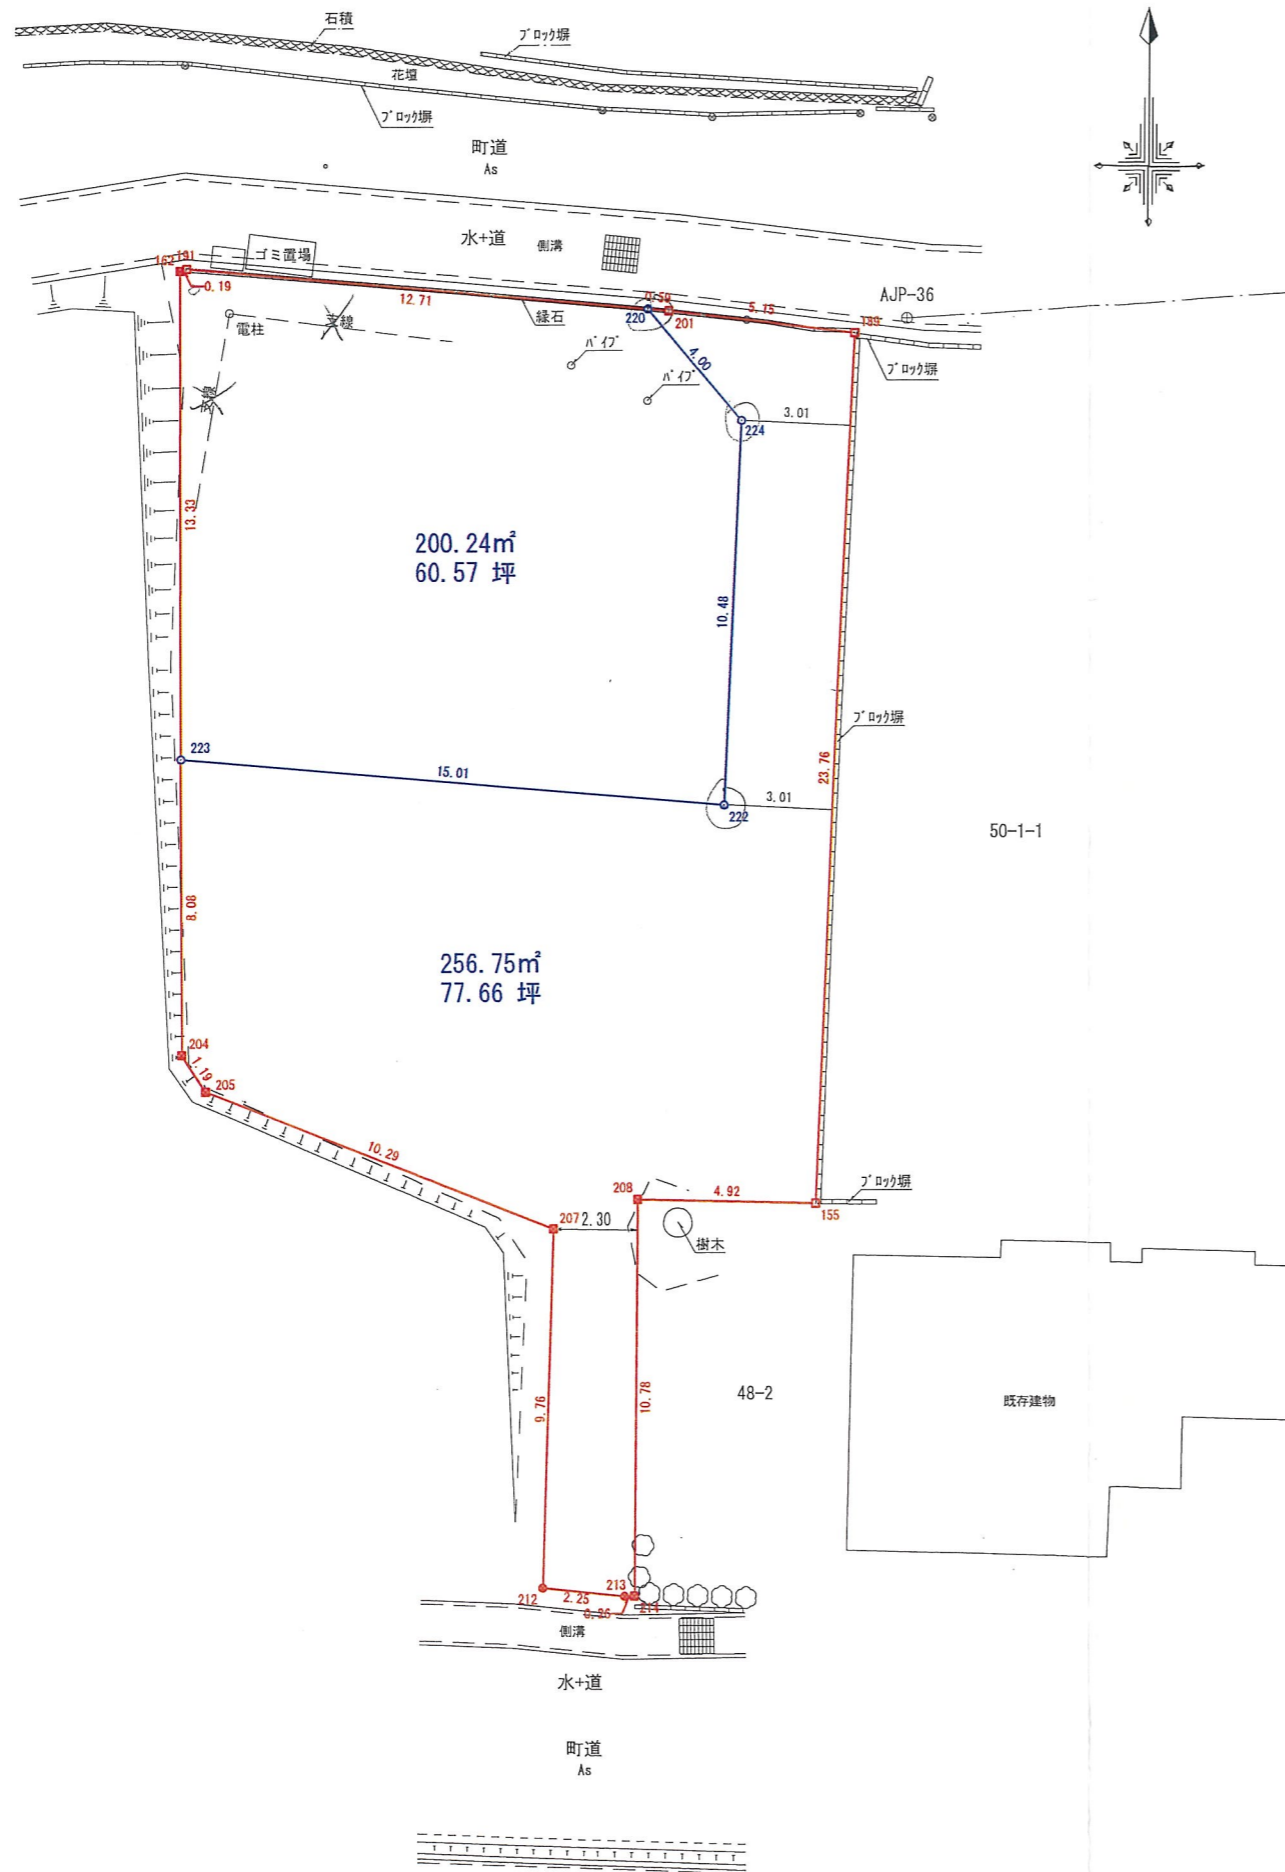 石積
ブロック塀
花壇
ブロック塀
町道
As
水+道
側溝
ゴミ置場
162
191
0.19
12.71
縁石
0.59
220
201
5.15
AJP-36
189
ブロック塀
電柱
支線
パイプ
パイプ
4.00
3.01
224
支線
13.33
200.24㎡
60.57 坪
10.48
ブロック塀
23.76
223
15.01
3.01
222
50-1-1
8.08
256.75㎡
77.66 坪
204
1.19
205
10.29
208
4.92
ブロック塀
155
207
2.30
樹木
9.76
10.78
48-2
既存建物
212
2.25
213
0.26
214
側溝
水+道
町道
As